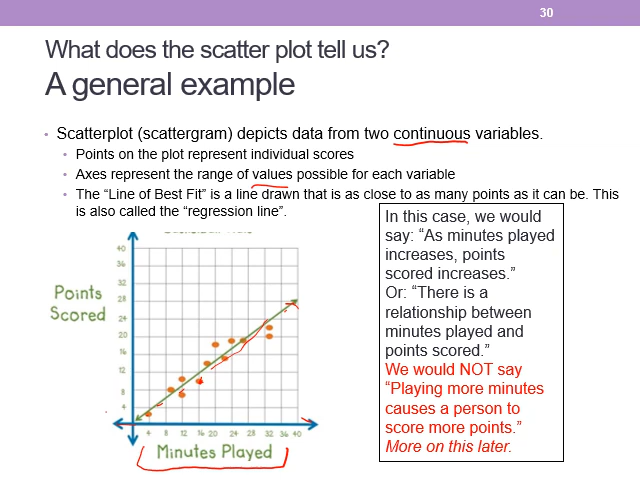 30
What does the scatter plot tell us?
A general example
• Scatterplot (scattergram) depicts data from two continuous variables.
• Points on the plot represent individual scores
• Axes represent the range of values possible for each variable
• The “Line of Best Fit” is a line drawn that is as close to as many points as it can be. This
is also called the “regression line”.
In this case, we would
say: “As minutes played
increases, points
scored increases.”
Or: “There is a
relationship between
minutes played and
points scored.”
We would NOT say
“Playing more minutes
causes a person to
score more points.”
More on this later.
Points
Scored
40
36
32
28
24
20
16
12
8
4
4 8 12 16 20 24 28 32 36 40
Minutes Played